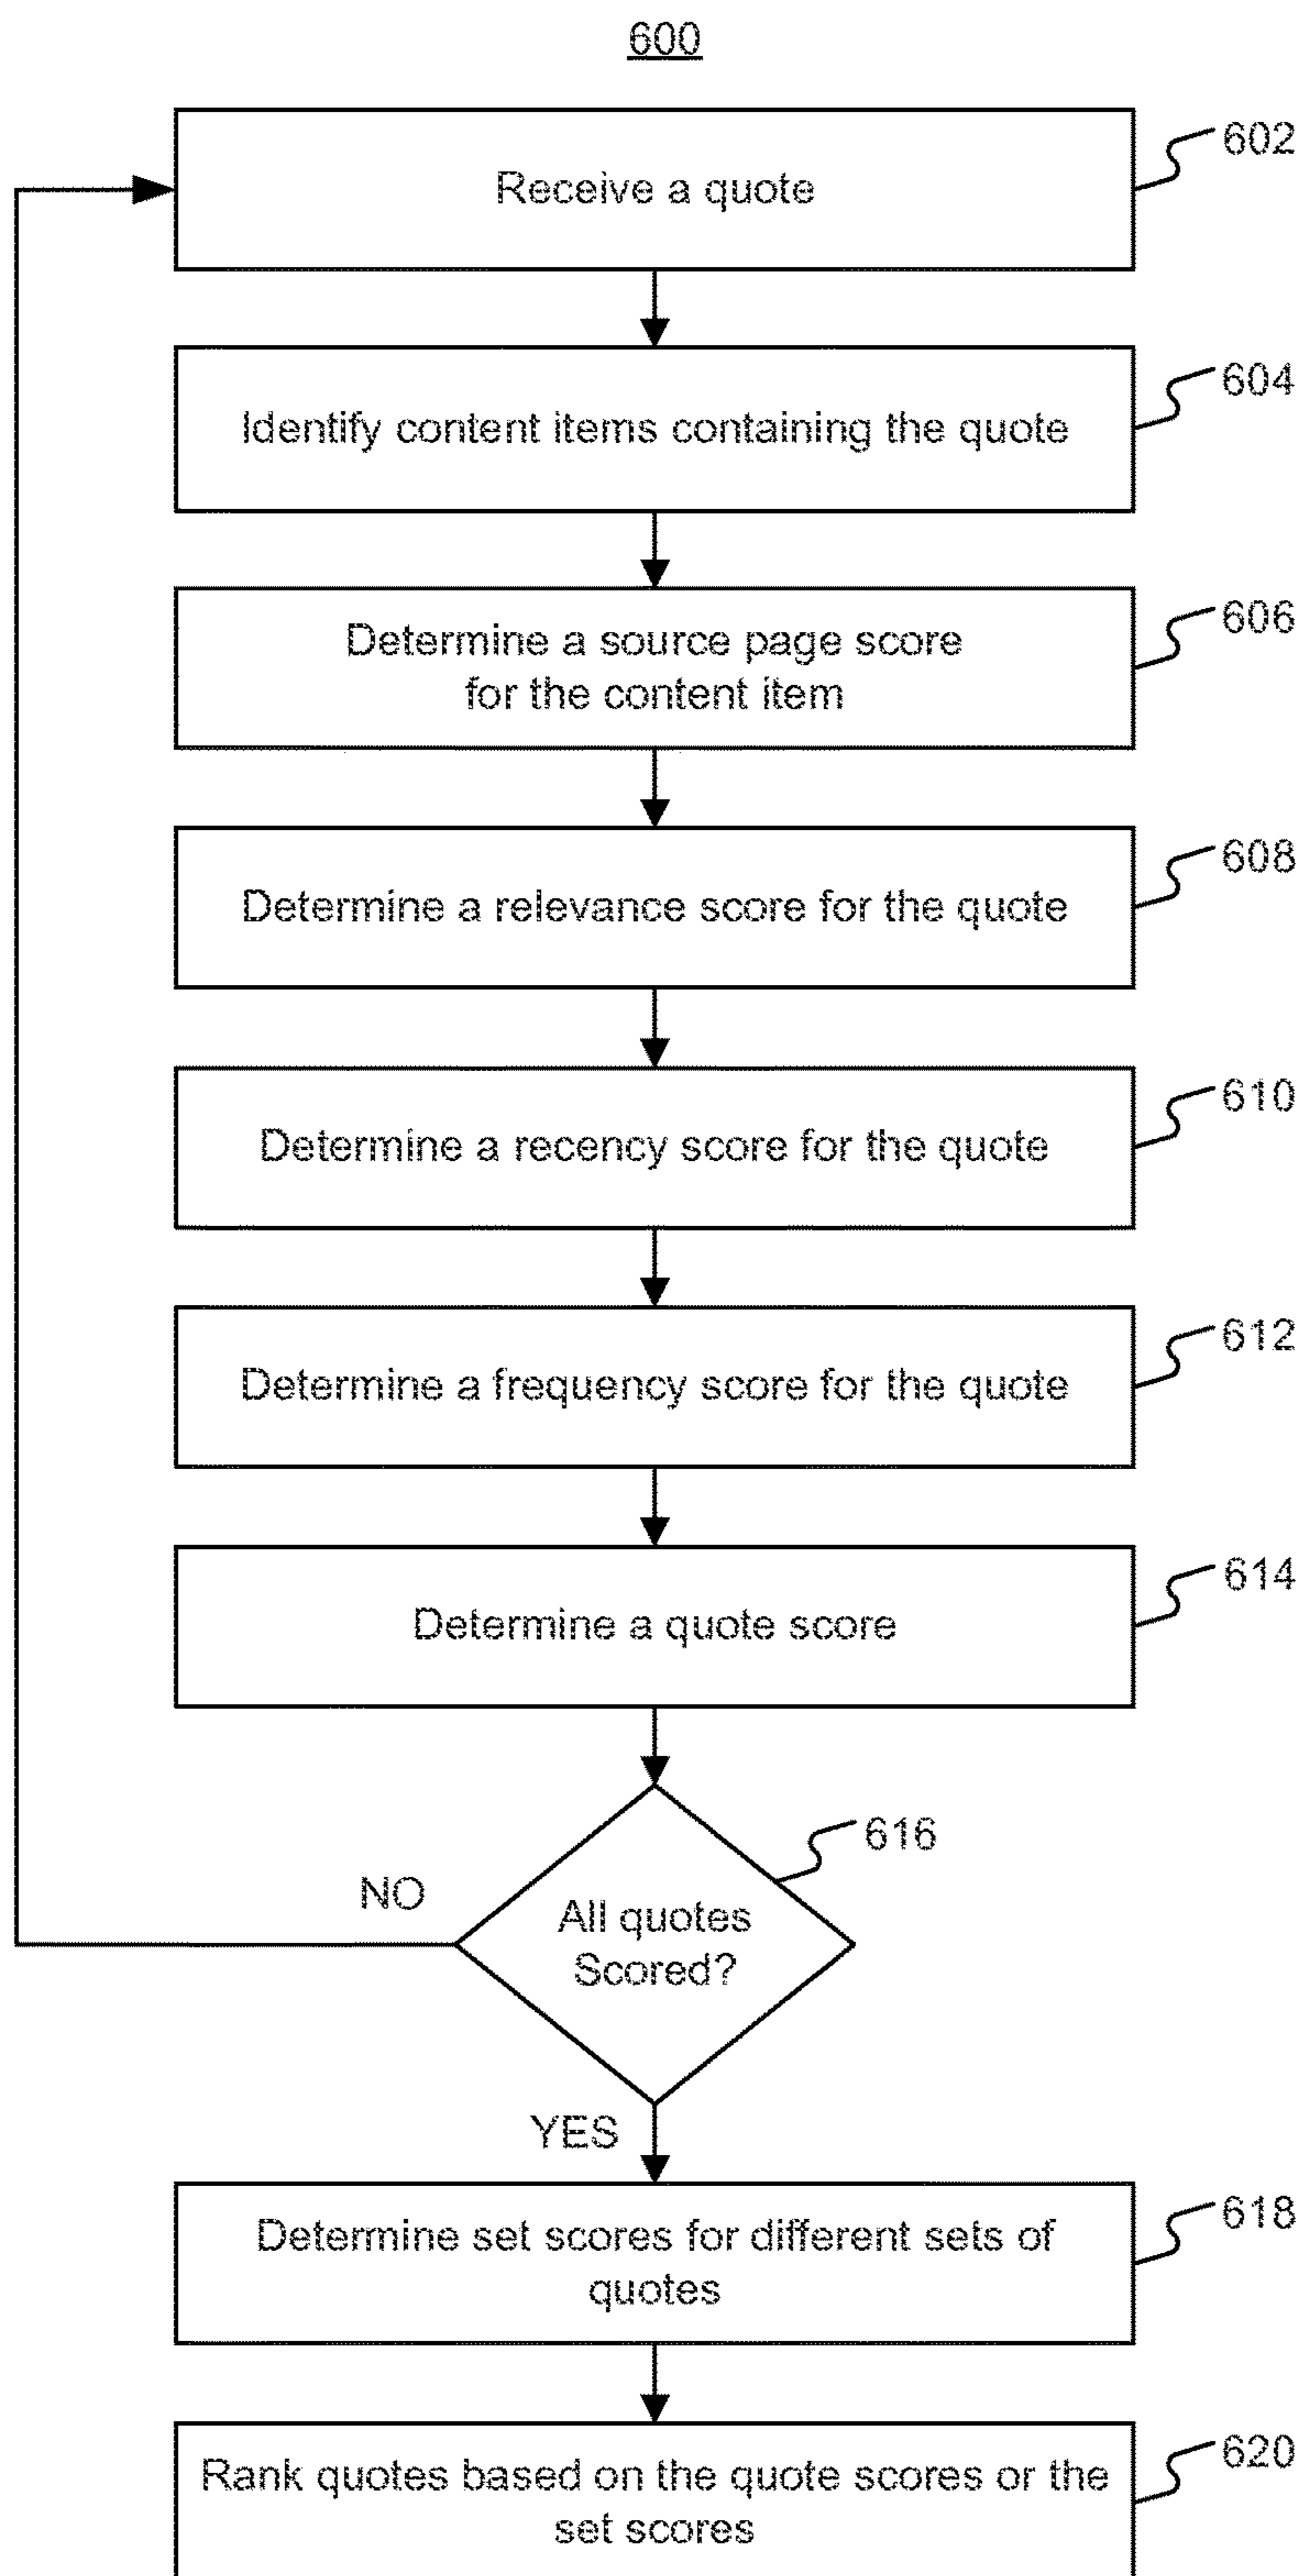 600
Receive a quote
602
Identify content items containing the quote
604
Determine a source page score
for the content item
606
Determine a relevance score for the quote
608
Determine a recency score for the quote
610
Determine a frequency score for the quote
612
Determine a quote score
614
All quotes
Scored?
616
NO
YES
Determine set scores for different sets of
quotes
618
Rank quotes based on the quote scores or the
set scores
620